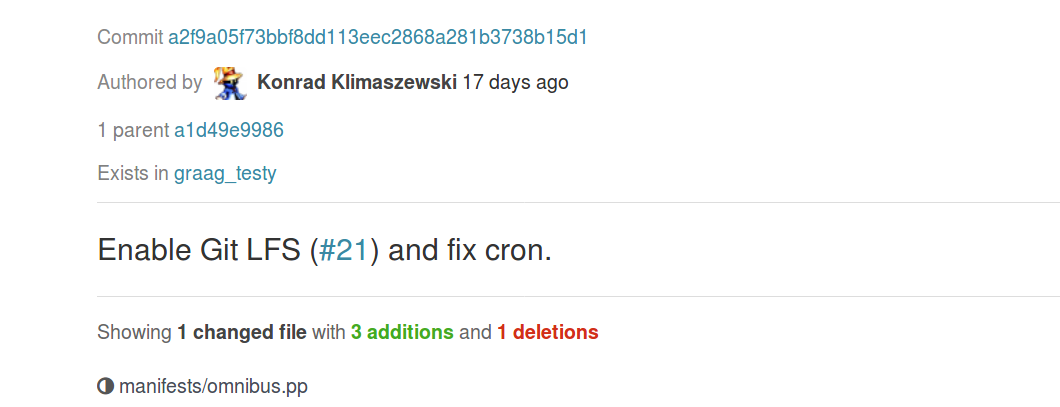 Commit a2f9a05f73bbf8dd113eec2868a281b3738b15d1
Authored by Konrad Klimaszewski 17 days ago
1 parent a1d49e9986
Exists in graag_testy
Enable Git LFS (#21) and fix cron.
Showing 1 changed file with 3 additions and 1 deletions
manifests/omnibus.pp